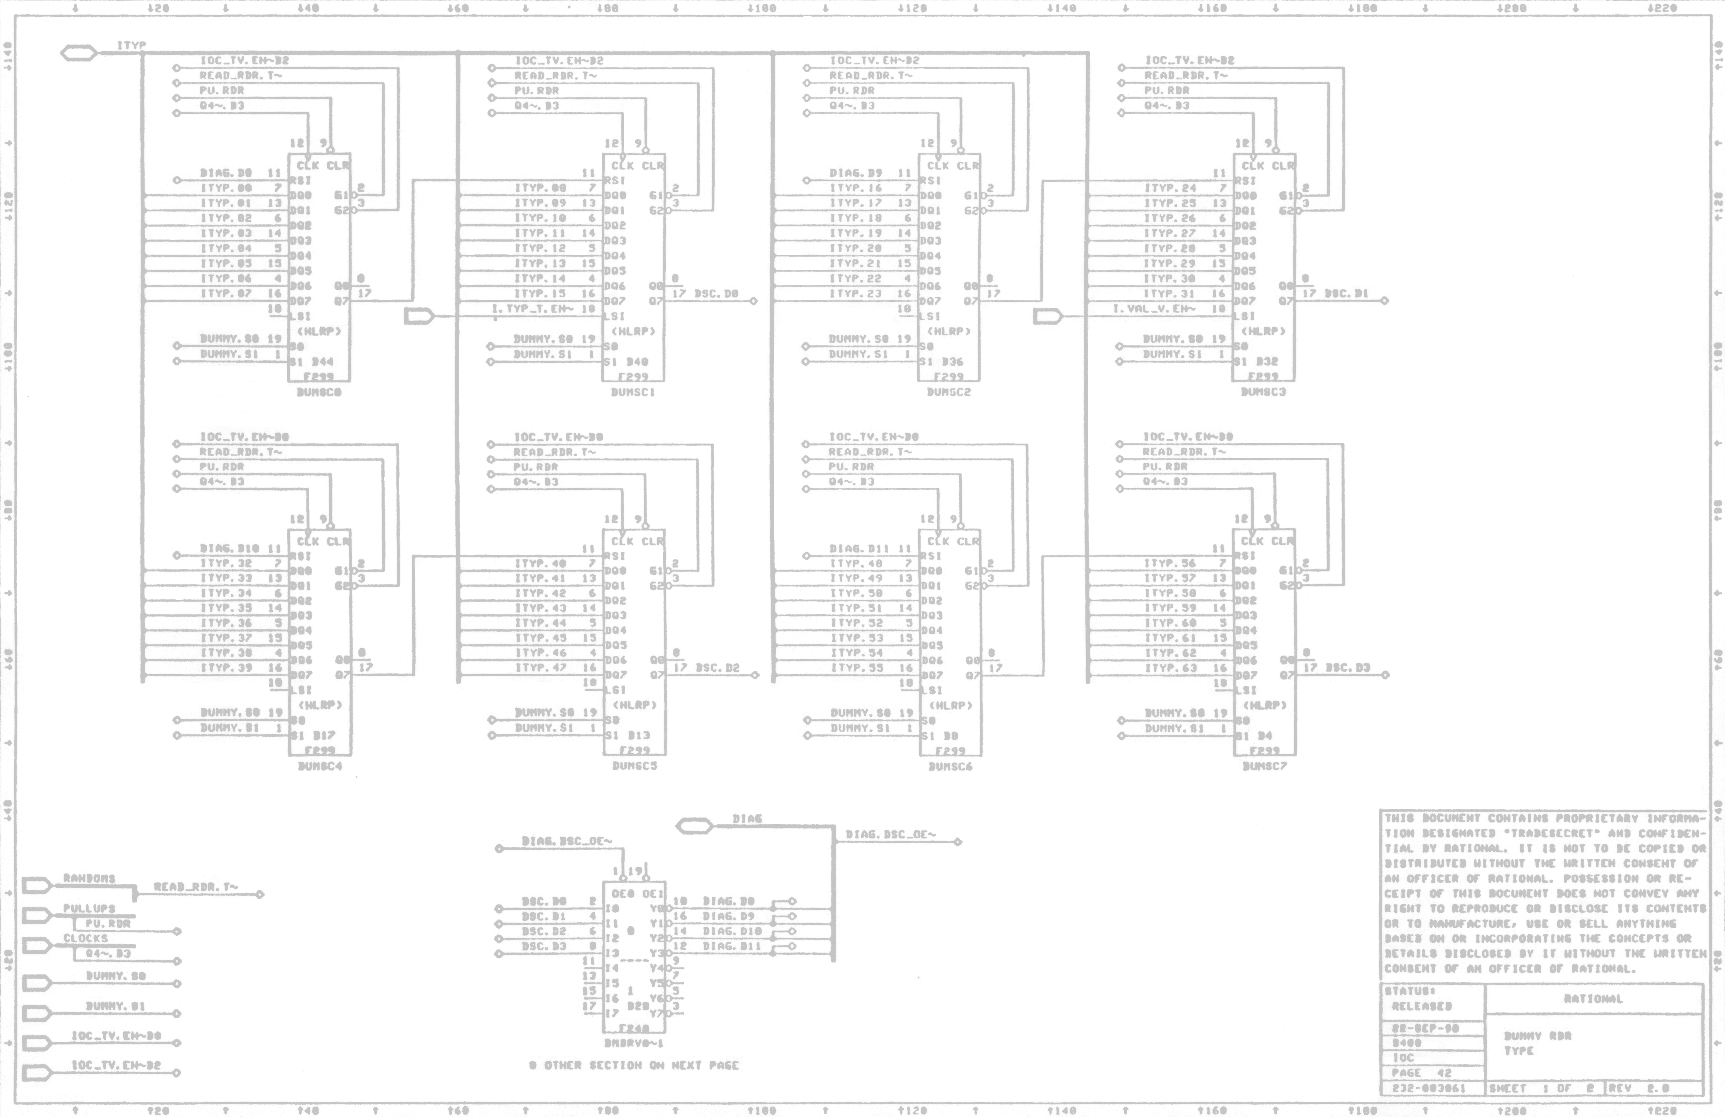 ↓20 ↓40 ↓60 ↓80 ↓100 ↓120 ↓140 ↓160 ↓180 ↓200 ↓220
ITYP
IOC_TV.EN~B2
READ_RDR.T~
PU.RDR
Q4~.B3
12 9
CLK CLR
DIAG.D8 11 RSI
ITYP.00 7 DQ0 G1 2
ITYP.01 13 DQ1 G2 3
ITYP.02 6 DQ2
ITYP.03 14 DQ3
ITYP.04 5 DQ4
ITYP.05 15 DQ5
ITYP.06 4 DQ6 Q0 8
ITYP.07 16 DQ7 Q7 17
18 LSI
(HLRP)
DUMMY.S0 19 S0
DUMMY.S1 1 S1 B44
F299
DUMSC0
IOC_TV.EN~B2
READ_RDR.T~
PU.RDR
Q4~.B3
12 9
CLK CLR
11 RSI
ITYP.08 7 DQ0 G1 2
ITYP.09 13 DQ1 G2 3
ITYP.10 6 DQ2
ITYP.11 14 DQ3
ITYP.12 5 DQ4
ITYP.13 15 DQ5
ITYP.14 4 DQ6 Q0 8
ITYP.15 16 DQ7 Q7 17 DSC.D0
I.TYP_T.EN~ 18 LSI
(HLRP)
DUMMY.S0 19 S0
DUMMY.S1 1 S1 B40
F299
DUMSC1
IOC_TV.EN~B2
READ_RDR.T~
PU.RDR
Q4~.B3
12 9
CLK CLR
DIAG.D9 11 RSI
ITYP.16 7 DQ0 G1 2
ITYP.17 13 DQ1 G2 3
ITYP.18 6 DQ2
ITYP.19 14 DQ3
ITYP.20 5 DQ4
ITYP.21 15 DQ5
ITYP.22 4 DQ6 Q0 8
ITYP.23 16 DQ7 Q7 17
18 LSI
(HLRP)
DUMMY.S0 19 S0
DUMMY.S1 1 S1 B36
F299
DUMSC2
IOC_TV.EN~B2
READ_RDR.T~
PU.RDR
Q4~.B3
12 9
CLK CLR
11 RSI
ITYP.24 7 DQ0 G1 2
ITYP.25 13 DQ1 G2 3
ITYP.26 6 DQ2
ITYP.27 14 DQ3
ITYP.28 5 DQ4
ITYP.29 15 DQ5
ITYP.30 4 DQ6 Q0 8
ITYP.31 16 DQ7 Q7 17 DSC.D1
I.VAL_V.EN~ 18 LSI
(HLRP)
DUMMY.S0 19 S0
DUMMY.S1 1 S1 B32
F299
DUMSC3
IOC_TV.EN~B0
READ_RDR.T~
PU.RDR
Q4~.B3
12 9
CLK CLR
DIAG.D10 11 RSI
ITYP.32 7 DQ0 G1 2
ITYP.33 13 DQ1 G2 3
ITYP.34 6 DQ2
ITYP.35 14 DQ3
ITYP.36 5 DQ4
ITYP.37 15 DQ5
ITYP.38 4 DQ6 Q0 8
ITYP.39 16 DQ7 Q7 17
18 LSI
(HLRP)
DUMMY.S0 19 S0
DUMMY.S1 1 S1 B17
F299
DUMSC4
IOC_TV.EN~B0
READ_RDR.T~
PU.RDR
Q4~.B3
12 9
CLK CLR
11 RSI
ITYP.40 7 DQ0 G1 2
ITYP.41 13 DQ1 G2 3
ITYP.42 6 DQ2
ITYP.43 14 DQ3
ITYP.44 5 DQ4
ITYP.45 15 DQ5
ITYP.46 4 DQ6 Q0 8
ITYP.47 16 DQ7 Q7 17 DSC.D2
18 LSI
(HLRP)
DUMMY.S0 19 S0
DUMMY.S1 1 S1 B13
F299
DUMSC5
IOC_TV.EN~B0
READ_RDR.T~
PU.RDR
Q4~.B3
12 9
CLK CLR
DIAG.D11 11 RSI
ITYP.48 7 DQ0 G1 2
ITYP.49 13 DQ1 G2 3
ITYP.50 6 DQ2
ITYP.51 14 DQ3
ITYP.52 5 DQ4
ITYP.53 15 DQ5
ITYP.54 4 DQ6 Q0 8
ITYP.55 16 DQ7 Q7 17
18 LSI
(HLRP)
DUMMY.S0 19 S0
DUMMY.S1 1 S1 B8
F299
DUMSC6
IOC_TV.EN~B0
READ_RDR.T~
PU.RDR
Q4~.B3
12 9
CLK CLR
11 RSI
ITYP.56 7 DQ0 G1 2
ITYP.57 13 DQ1 G2 3
ITYP.58 6 DQ2
ITYP.59 14 DQ3
ITYP.60 5 DQ4
ITYP.61 15 DQ5
ITYP.62 4 DQ6 Q0 8
ITYP.63 16 DQ7 Q7 17 DSC.D3
18 LSI
(HLRP)
DUMMY.S0 19 S0
DUMMY.S1 1 S1 B4
F299
DUMSC7
RANDOMS
READ_RDR.T~
PULLUPS
PU.RDR
CLOCKS
Q4~.B3
DUMMY.S0
DUMMY.S1
IOC_TV.EN~B0
IOC_TV.EN~B2
DIAG
DIAG.DSC_OE~
DIAG.DSC_OE~
1 19
OE0 OE1
DSC.D0 2 I0 Y0 18 DIAG.D8
DSC.D1 4 I1 Y1 16 DIAG.D9
DSC.D2 6 I2 Y2 14 DIAG.D10
DSC.D3 8 I3 Y3 12 DIAG.D11
11 I4 Y4 9
13 I5 Y5 7
15 I6 Y6 5
17 I7 Y7 3
0
1
B28
F240
DMDRV0~1
0 OTHER SECTION ON NEXT PAGE
THIS DOCUMENT CONTAINS PROPRIETARY INFORMA-
TION DESIGNATED "TRADESECRET" AND CONFIDEN-
TIAL BY RATIONAL. IT IS NOT TO BE COPIED OR
DISTRIBUTED WITHOUT THE WRITTEN CONSENT OF
AN OFFICER OF RATIONAL. POSSESSION OR RE-
CEIPT OF THIS DOCUMENT DOES NOT CONVEY ANY
RIGHT TO REPRODUCE OR DISCLOSE ITS CONTENTS
OR TO MANUFACTURE, USE OR SELL ANYTHING
BASED ON OR INCORPORATING THE CONCEPTS OR
DETAILS DISCLOSED BY IT WITHOUT THE WRITTEN
CONSENT OF AN OFFICER OF RATIONAL.
STATUS:
RELEASED
RATIONAL
R400
IOC
PAGE 42
232-003061
DUMMY RDR
TYPE
SHEET 1 OF 2
REV 2.0
↑20 ↑40 ↑60 ↑80 ↑100 ↑120 ↑140 ↑160 ↑180 ↑200 ↑220